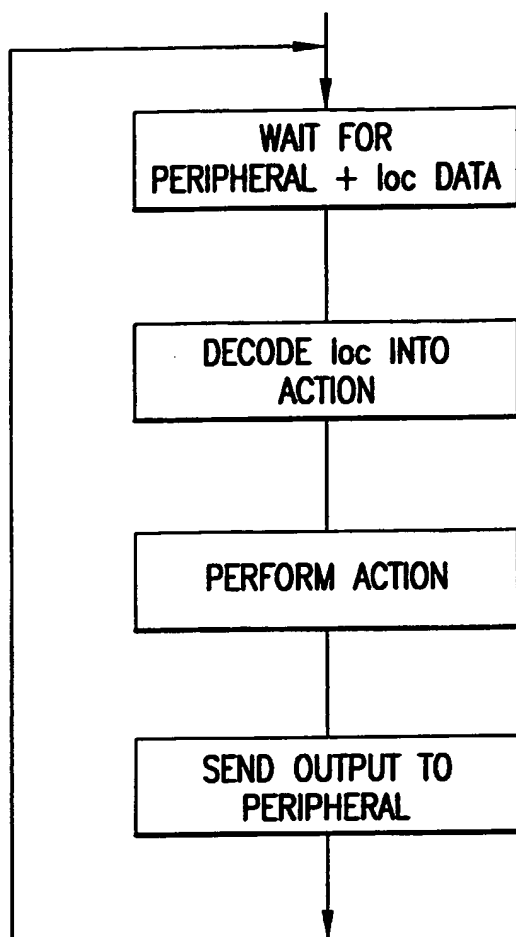 WAIT FOR
PERIPHERAL + loc DATA
DECODE loc INTO
ACTION
PERFORM ACTION
SEND OUTPUT TO
PERIPHERAL